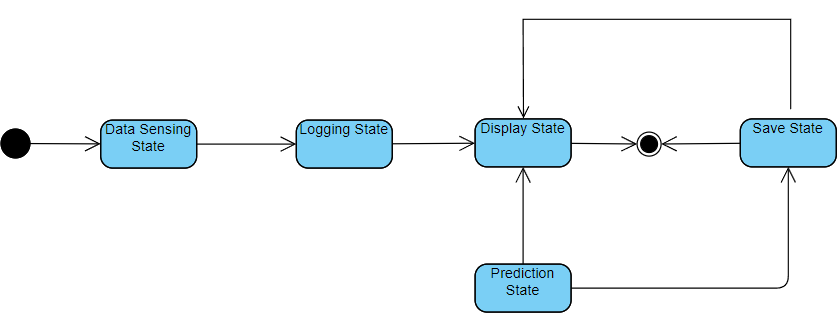 Data Sensing
State
Logging State
Display State
Save State
Prediction
State